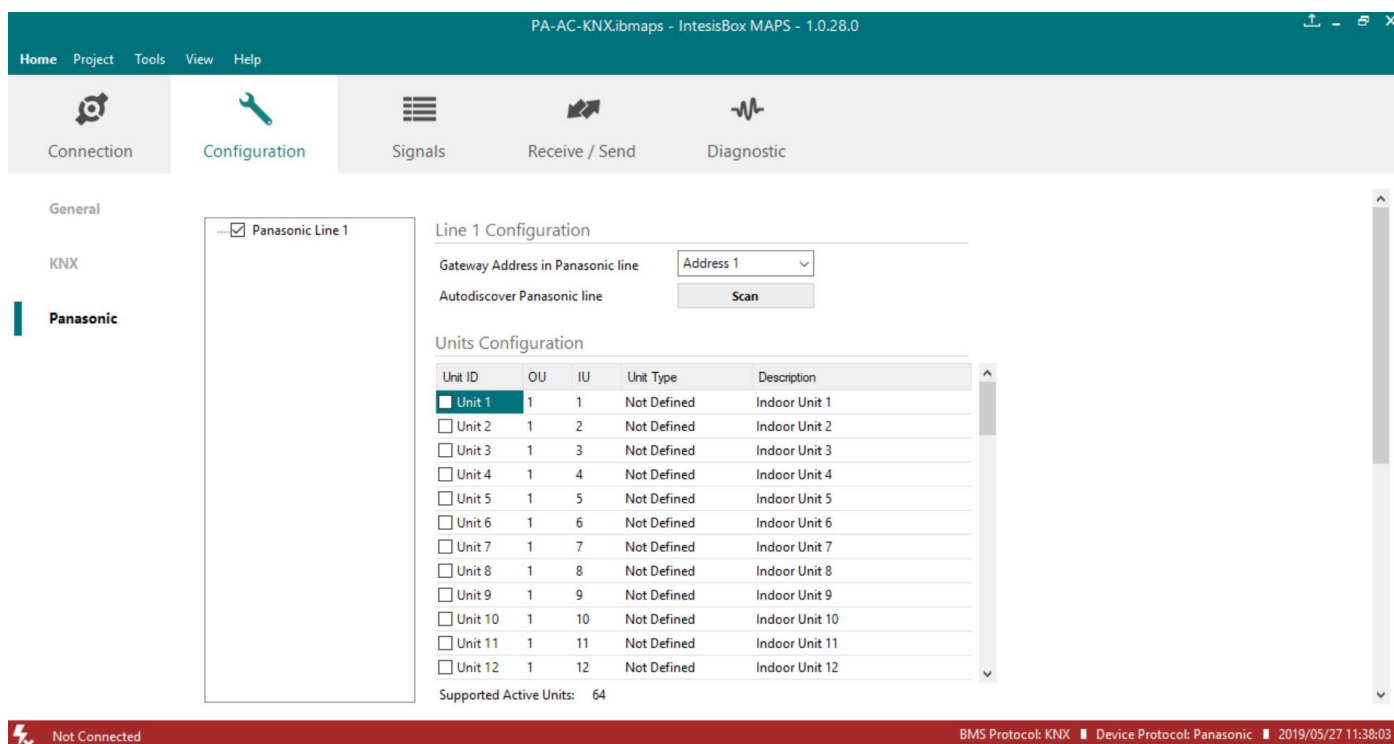 PA-AC-KNX.ibmaps - IntesisBox MAPS - 1.0.28.0
Home Project Tools View Help
Connection Configuration Signals Receive / Send Diagnostic
General
KNX
Panasonic
Panasonic Line 1
Line 1 Configuration
Gateway Address in Panasonic line Address 1
Autodiscover Panasonic line Scan
Units Configuration
Unit ID OU IU Unit Type Description
Unit 1 1 1 Not Defined Indoor Unit 1
Unit 2 1 2 Not Defined Indoor Unit 2
Unit 3 1 3 Not Defined Indoor Unit 3
Unit 4 1 4 Not Defined Indoor Unit 4
Unit 5 1 5 Not Defined Indoor Unit 5
Unit 6 1 6 Not Defined Indoor Unit 6
Unit 7 1 7 Not Defined Indoor Unit 7
Unit 8 1 8 Not Defined Indoor Unit 8
Unit 9 1 9 Not Defined Indoor Unit 9
Unit 10 1 10 Not Defined Indoor Unit 10
Unit 11 1 11 Not Defined Indoor Unit 11
Unit 12 1 12 Not Defined Indoor Unit 12
Supported Active Units: 64
Not Connected BMS Protocol: KNX Device Protocol: Panasonic 2019/05/27 11:38:03